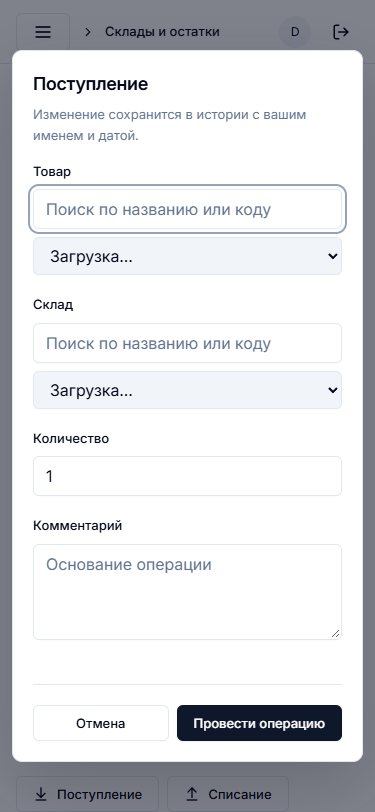 Склады и остатки
D
Поступление
Изменение сохранится в истории с вашим
именем и датой.
Товар
Поиск по названию или коду
Загрузка...
Склад
Поиск по названию или коду
Загрузка...
Количество
1
Комментарий
Основание операции
Отмена
Провести операцию
Поступление
Списание